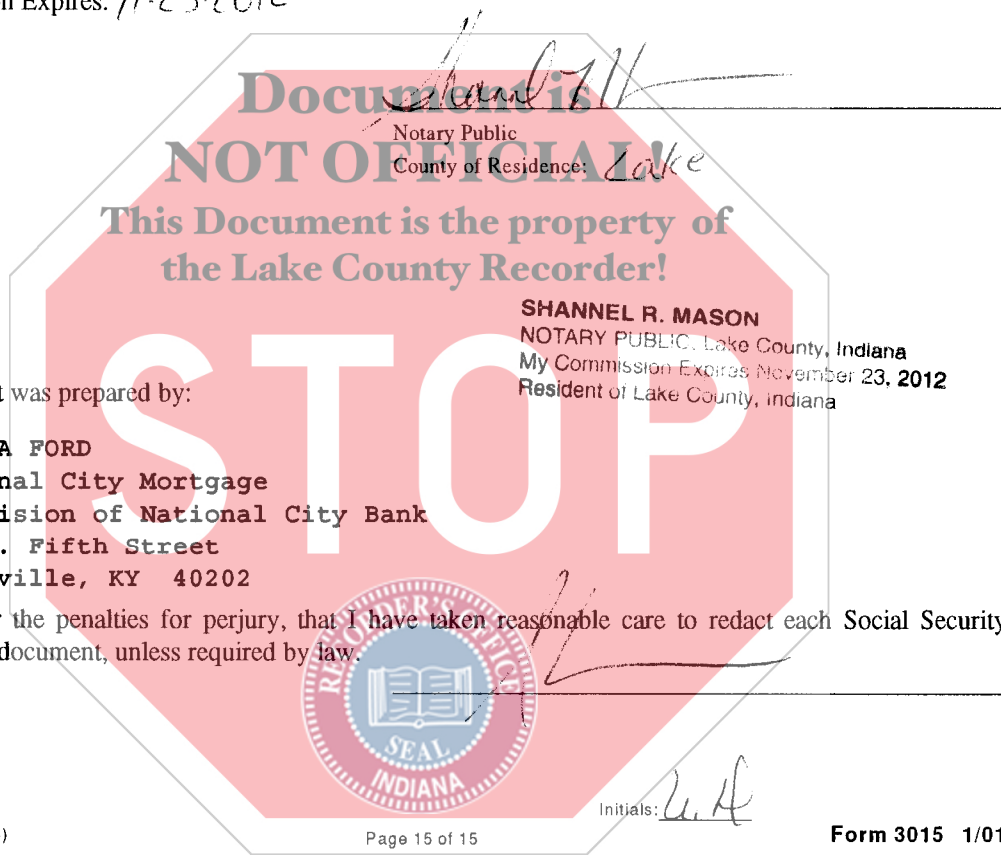 n Expires: 11-23-2012
Document is
NOT OFFICIAL!
This Document is the property of
the Lake County Recorder!
STOP
Notary Public
County of Residence: Lake
SHANNEL R. MASON
NOTARY PUBLIC, Lake County, Indiana
My Commission Expires November 23, 2012
Resident of Lake County, Indiana
t was prepared by:
A FORD
nal City Mortgage
ision of National City Bank
. Fifth Street
ville, KY 40202
r the penalties for perjury, that I have taken reasonable care to redact each Social Security
document, unless required by law.
RECORDER'S OFFICE
SEAL
INDIANA
Initials:
)
Page 15 of 15
Form 3015 1/01